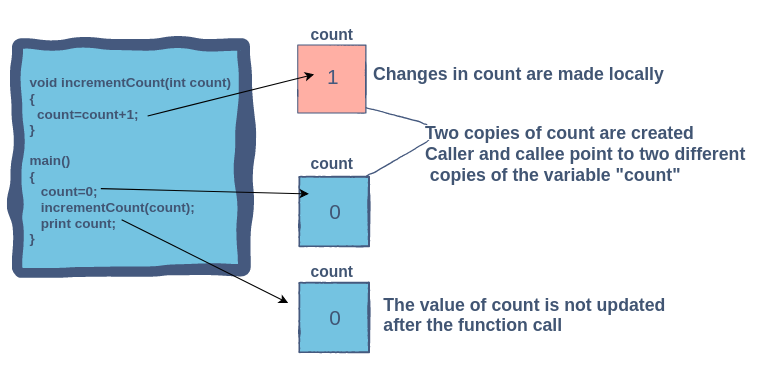 void incrementCount(int count)
{
count=count+1;
}
main()
{
count=0;
incrementCount(count);
print count;
}
count
1
Changes in count are made locally
Two copies of count are created
Caller and callee point to two different
copies of the variable "count"
count
0
count
0
The value of count is not updated
after the function call